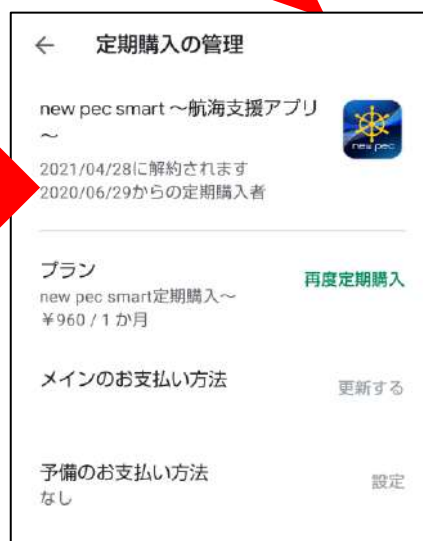 ← 定期購入の管理
new pec smart ～航海支援アプリ
～
new pec
2021/04/28に解約されます
2020/06/29からの定期購入者
プラン
再度定期購入
new pec smart定期購入～
￥960 / 1 か月
メインのお支払い方法
更新する
予備のお支払い方法
設定
なし